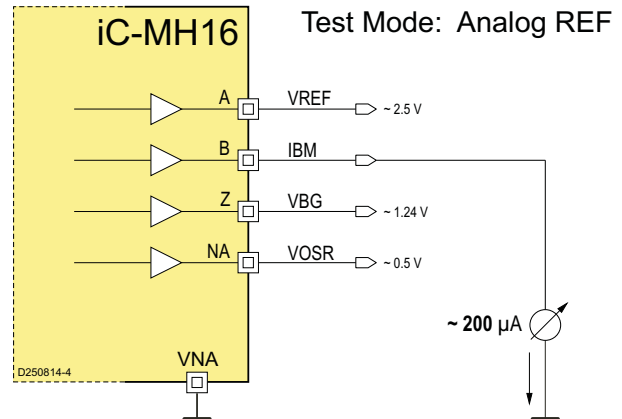 iC-MH16
Test Mode: Analog REF
A VREF ~ 2.5 V
B IBM
Z VBG ~ 1.24 V
NA VOSR ~ 0.5 V
~ 200 µA
VNA
D250814-4